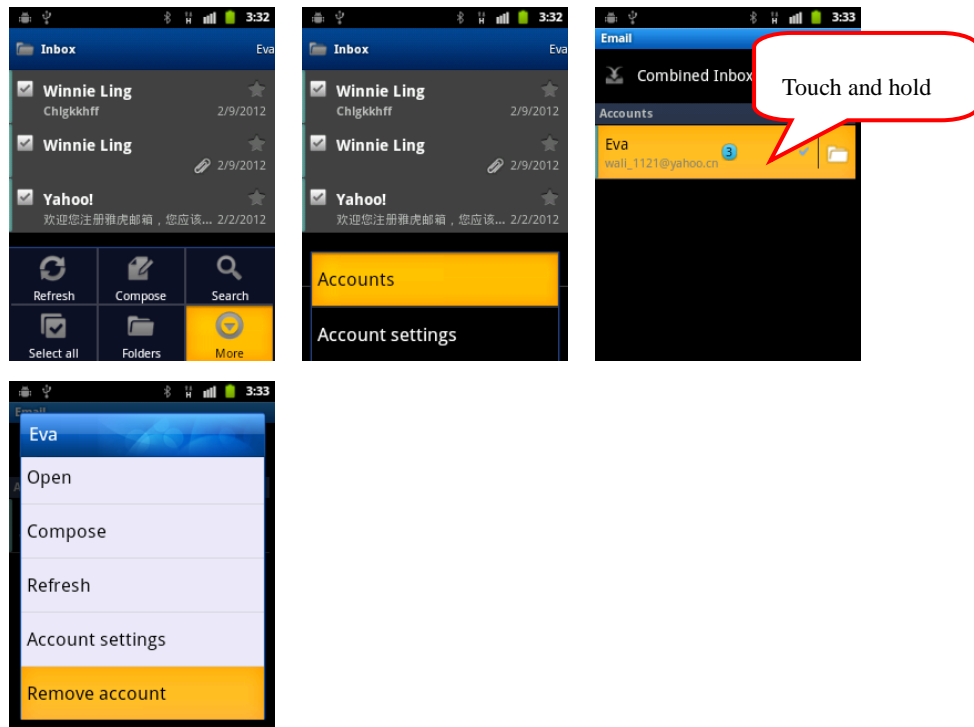 3:32
Inbox
Eva
Winnie Ling
Chlgkkhff
2/9/2012
Winnie Ling
2/9/2012
Yahoo!
欢迎您注册雅虎邮箱，您应该... 2/2/2012
Refresh
Compose
Search
Select all
Folders
More
3:32
Inbox
Eva
Winnie Ling
Chlgkkhff
2/9/2012
Winnie Ling
2/9/2012
Yahoo!
欢迎您注册雅虎邮箱，您应该... 2/2/2012
Accounts
Account settings
3:33
Email
Combined Inbox
Touch and hold
Accounts
Eva
3
wali_1121@yahoo.cn
3:33
Email
Eva
Open
Compose
Refresh
Account settings
Remove account